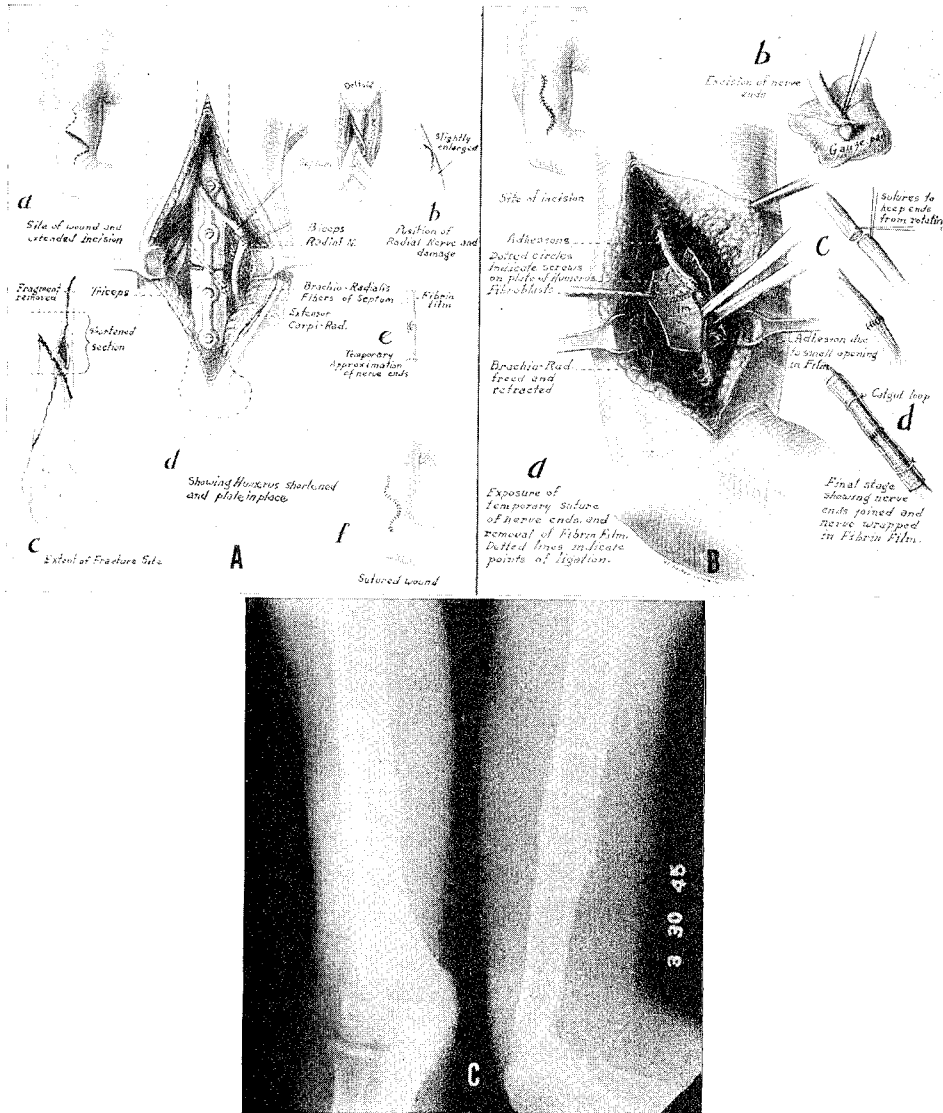 a
Site of wound and
extended incision
Deltoid
Biceps
Radial N.
slightly
enlarged
b
Position of
Radial Nerve and
damage
Fragment
removed
shortened
section
Triceps
Brachio-Radialis
Fibers of Septum
Extensor
Carpi-Rad.
Fibrin
film
e
Temporary
Approximation
of nerve ends
d
Showing Humerus shortened
and plate in place
c
Extent of Fracture Site
f
Sutured wound
A
Site of incision
b
Excision of nerve
ends
Gauze pad
Adhesions
Dotted circles
indicate screws
on plate of Humerus
Fibroblasts
Sutures to
keep ends
from rotating
C
Brachio-Rad
freed and
retracted
Adhesion due
to small opening
in Film
Catgut loop
d
Final stage
showing nerve
ends joined and
nerve wrapped
in Fibrin Film.
a
Exposure of
temporary suture
of nerve ends, and
removal of Fibrin Film.
Dotted lines indicate
points of ligation.
B
3 30 45
C